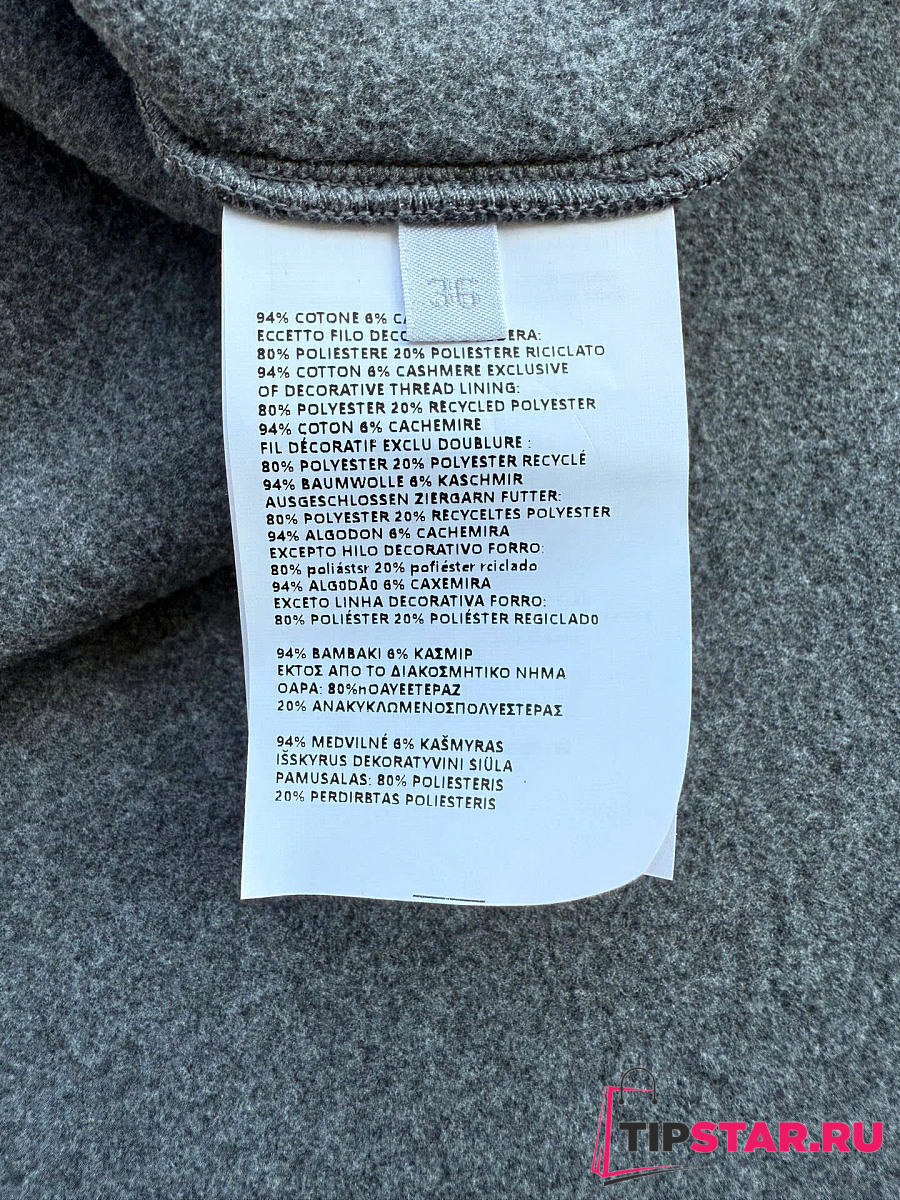 36
94% COTONE 6%
ECCETTO FILO
80% POLIESTERE 20% POLIESTERE RICICLATO
94% COTTON 6% CASHMERE EXCLUSIVE
OF DECORATIVE THREAD LINING:
80% POLYESTER 20% RECYCLED POLYESTER
94% COTON 6% CACHEMIRE
FIL DÉCORATIF EXCLU DOUBLURE :
80% POLYESTER 20% POLYESTER RECYCLÉ
94% BAUMWOLLE 6% KASCHMIR
AUSGESCHLOSSEN ZIERGARN FUTTER:
80% POLYESTER 20% RECYCELTES POLYESTER
94% ALGODON 6% CACHEMIRA
EXCEPTO HILO DECORATIVO FORRO:
80% poliástsr 20% pofiéster rciclado
94% ALGODÃO 6% CAXEMIRA
EXCETO LINHA DECORATIVA FORRO:
80% POLIÉSTER 20% POLIÉSTER REGICLADO
94% ΒΑΜΒΑΚΙ 6% ΚΑΣΜΙΡ
ΕΚΤΟΣ ΑΠΟ ΤΟ ΔΙΑΚΟΣΜΗΤΙΚΟ ΝΗΜΑ
ΟΑΡΑ: 80%πΟΑΥΕΕΤΕΡΑΖ
20% ΑΝΑΚΥΚΛΩΜΕΝΟΣΠΟΛΥΕΣΤΕΡΑΣ
94% MEDVILNÉ 6% KAŠMYRAS
IŠSKYRUS DEKORATYVINI SIŪLA
PAMUSALAS: 80% POLIESTERIS
20% PERDIRBTAS POLIESTERIS
TIPSTAR.RU